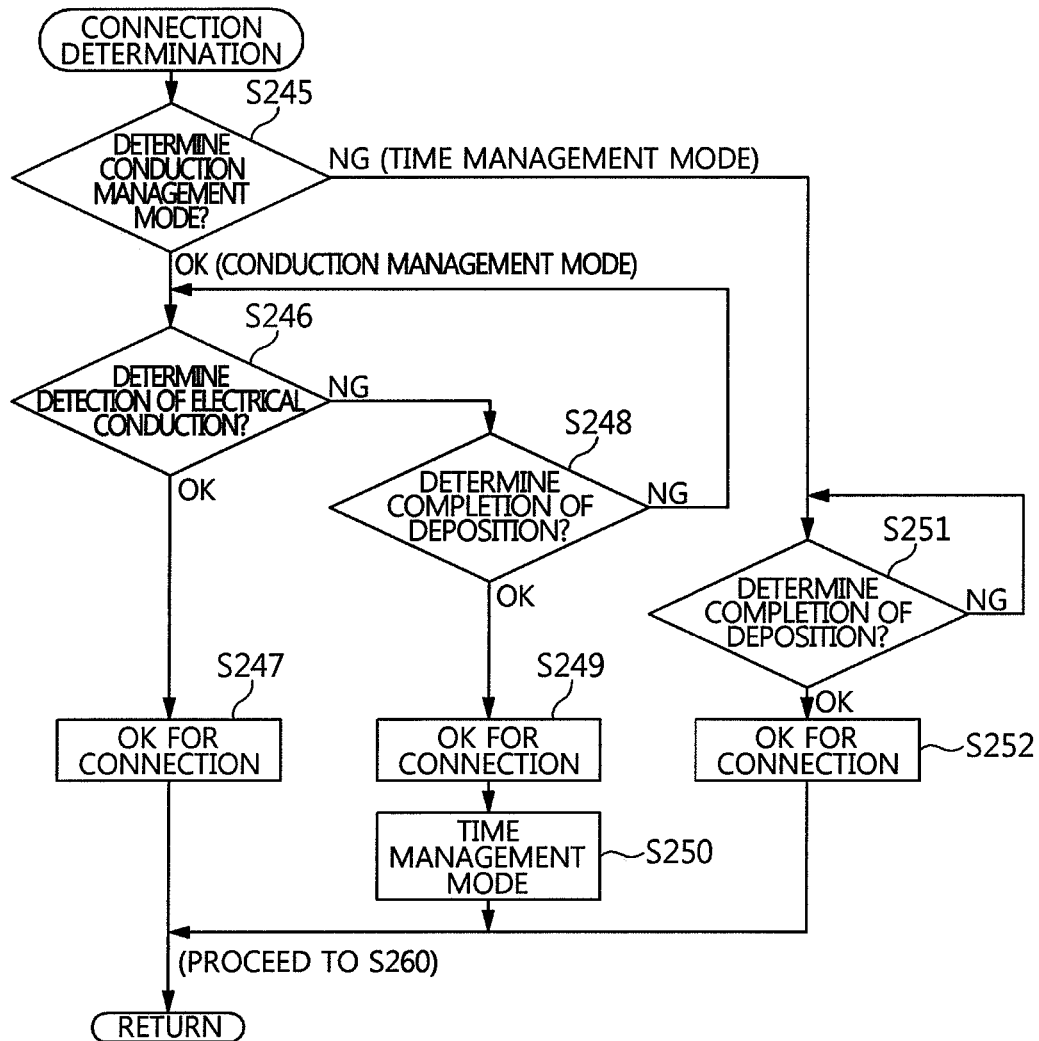 CONNECTION
DETERMINATION
S245
DETERMINE
CONDUCTION
MANAGEMENT
MODE?
NG (TIME MANAGEMENT MODE)
OK (CONDUCTION MANAGEMENT MODE)
S246
DETERMINE
DETECTION OF ELECTRICAL
CONDUCTION?
NG
OK
S248
DETERMINE
COMPLETION OF
DEPOSITION?
NG
OK
S251
DETERMINE
COMPLETION OF
DEPOSITION?
NG
OK
S247
OK FOR
CONNECTION
S249
OK FOR
CONNECTION
OK FOR
CONNECTION
S252
TIME
MANAGEMENT
MODE
S250
(PROCEED TO S260)
RETURN